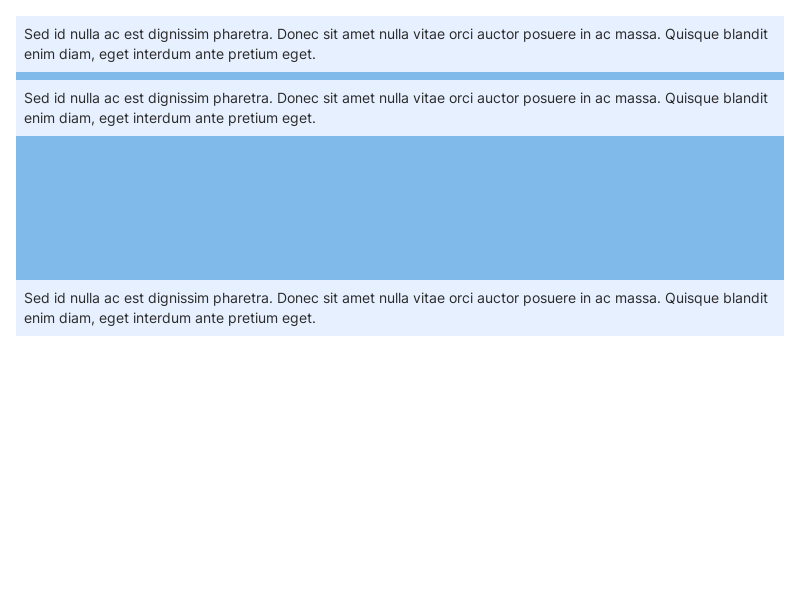 Sed id nulla ac est dignissim pharetra. Donec sit amet nulla vitae orci auctor posuere in ac massa. Quisque blandit
enim diam, eget interdum ante pretium eget.
Sed id nulla ac est dignissim pharetra. Donec sit amet nulla vitae orci auctor posuere in ac massa. Quisque blandit
enim diam, eget interdum ante pretium eget.
Sed id nulla ac est dignissim pharetra. Donec sit amet nulla vitae orci auctor posuere in ac massa. Quisque blandit
enim diam, eget interdum ante pretium eget.